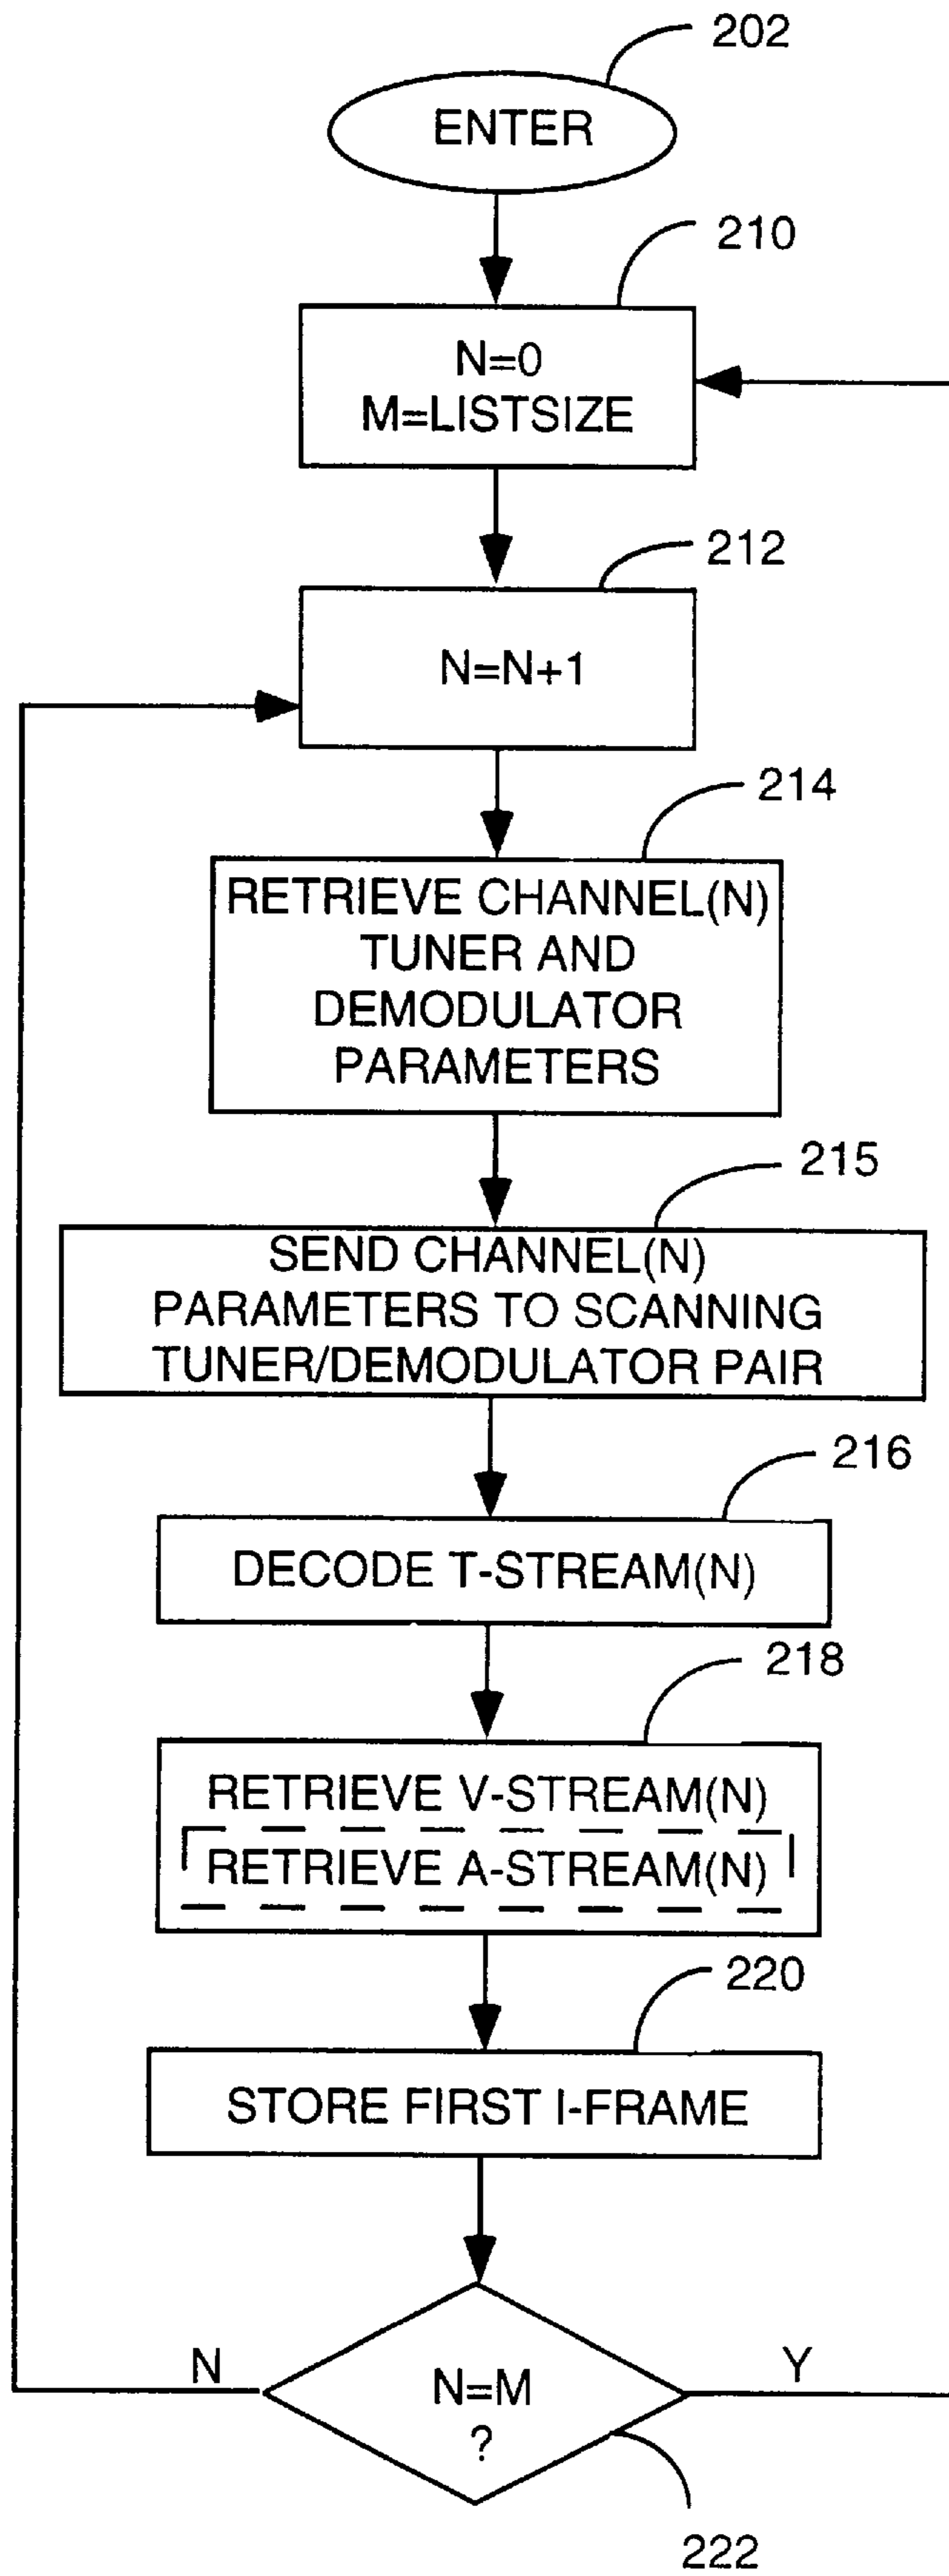 202
ENTER
210
N=0
M=LISTSIZE
212
N=N+1
214
RETRIEVE CHANNEL(N)
TUNER AND
DEMODULATOR
PARAMETERS
215
SEND CHANNEL(N)
PARAMETERS TO SCANNING
TUNER/DEMODULATOR PAIR
216
DECODE T-STREAM(N)
218
RETRIEVE V-STREAM(N)
RETRIEVE A-STREAM(N)
220
STORE FIRST I-FRAME
N
Y
N=M
?
222